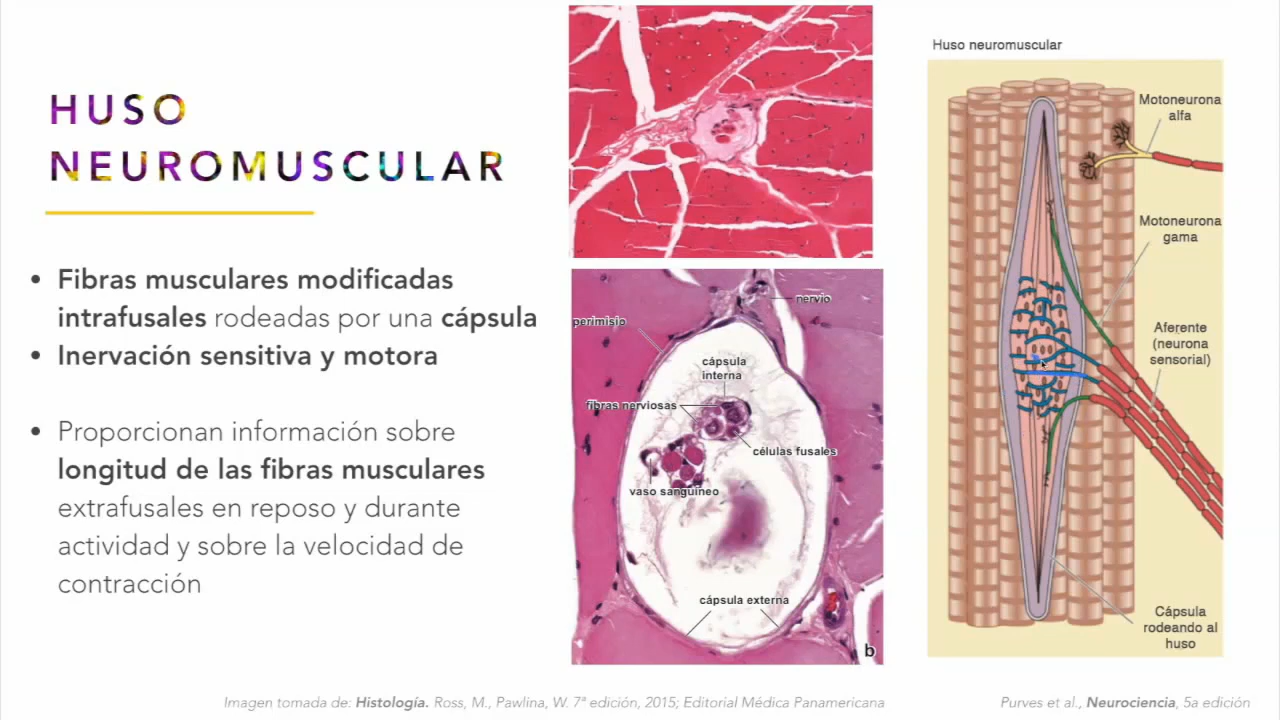 HUSO
NEUROMUSCULAR
• Fibras musculares modificadas
intrafusales rodeadas por una cápsula
• Inervación sensitiva y motora
• Proporcionan información sobre
longitud de las fibras musculares
extrafusales en reposo y durante
actividad y sobre la velocidad de
contracción
nervio
perimisio
cápsula
interna
fibras nerviosas
células fusales
vaso sanguíneo
cápsula externa
b
Huso neuromuscular
Motoneurona
alfa
Motoneurona
gama
Aferente
(neurona
sensorial)
Cápsula
rodeando al
huso
Imagen tomada de: Histología. Ross, M., Pawlina, W. 7ª edición, 2015; Editorial Médica Panamericana
Purves et al., Neurociencia, 5a edición